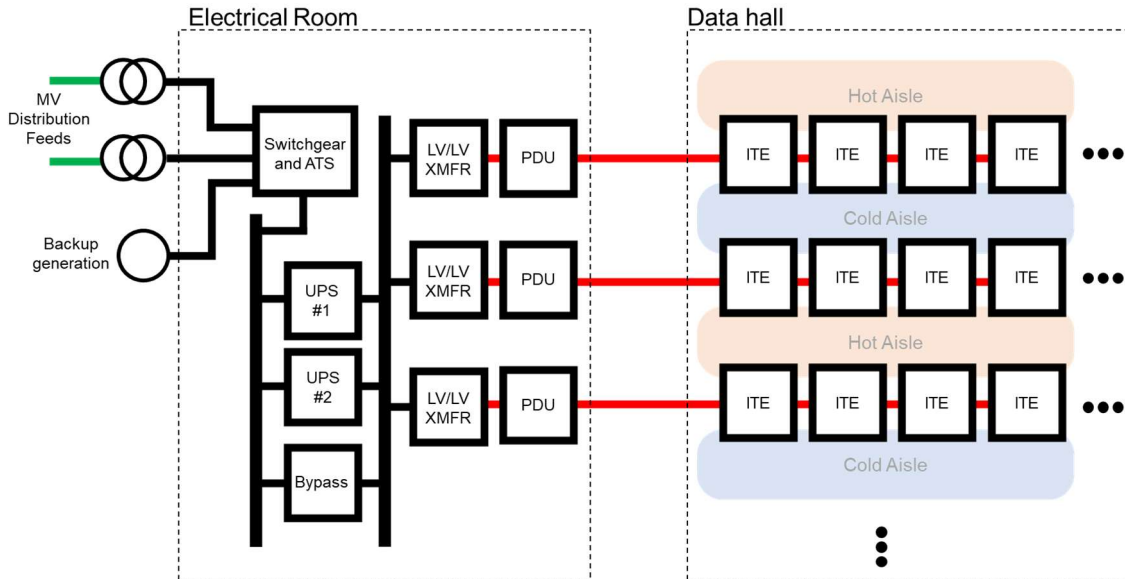 Electrical Room
Data hall
MV
Distribution
Feeds
Backup
generation
Switchgear
and ATS
UPS
#1
UPS
#2
Bypass
LV/LV
XMFR
PDU
LV/LV
XMFR
PDU
LV/LV
XMFR
PDU
Hot Aisle
ITE ITE ITE ITE
Cold Aisle
ITE ITE ITE ITE
Hot Aisle
ITE ITE ITE ITE
Cold Aisle